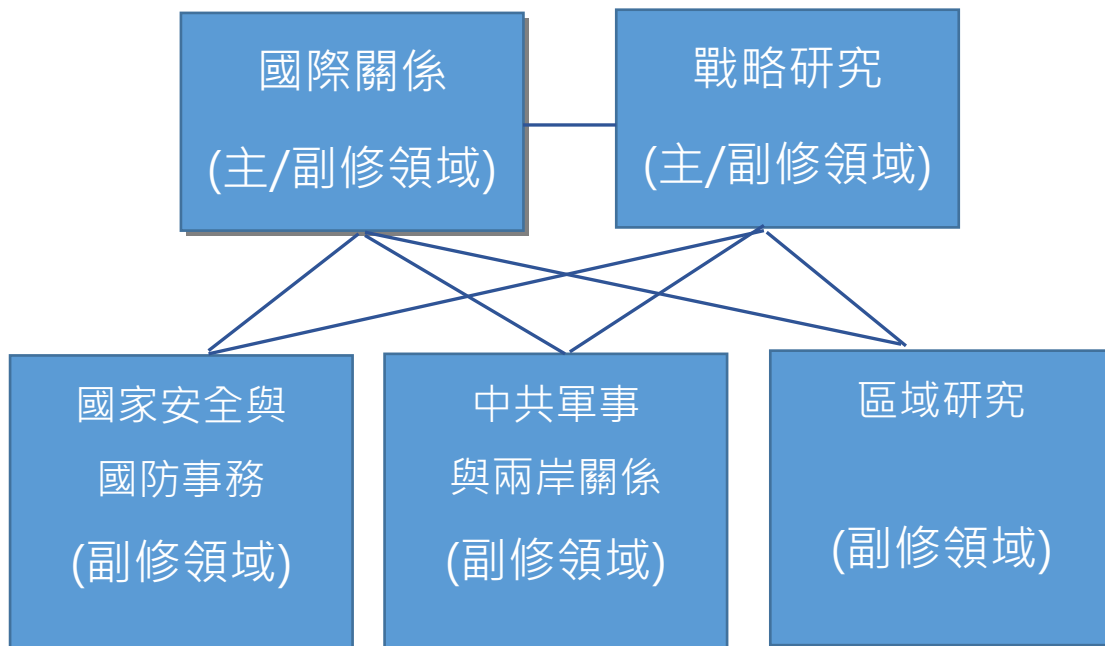 國際關係
(主/副修領域)
戰略研究
(主/副修領域)
國家安全與
國防事務
(副修領域)
中共軍事
與兩岸關係
(副修領域)
區域研究
(副修領域)